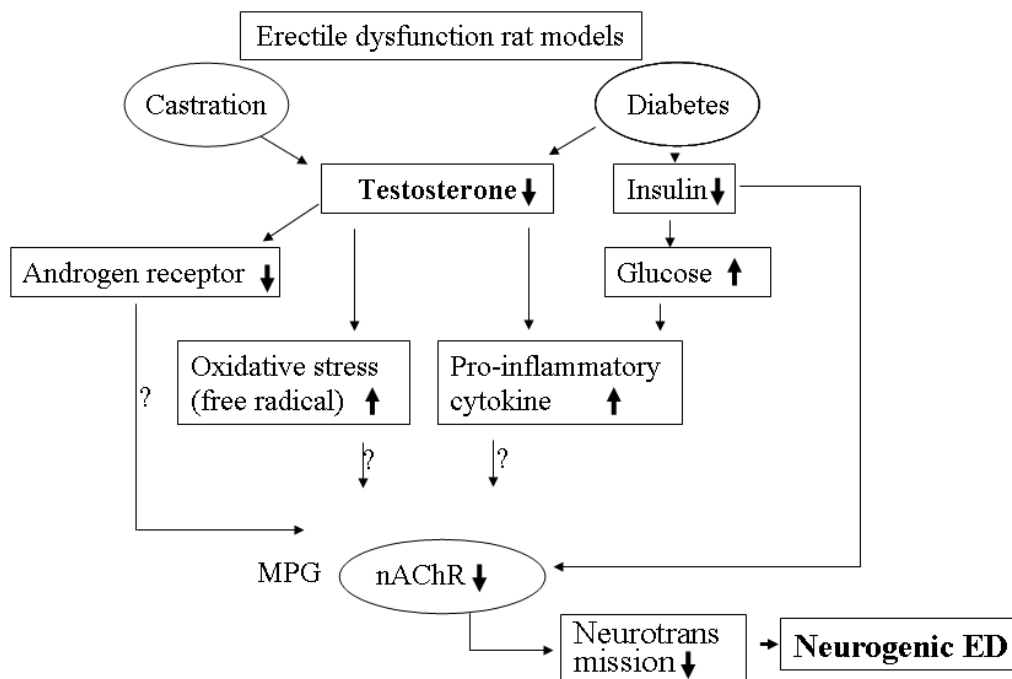 Erectile dysfunction rat models
Castration
Diabetes
Testosterone
Insulin
Androgen receptor
Glucose
Oxidative stress
(free radical)
Pro-inflammatory
cytokine
?
?
?
MPG
nAChR
Neurotrans
mission
Neurogenic ED